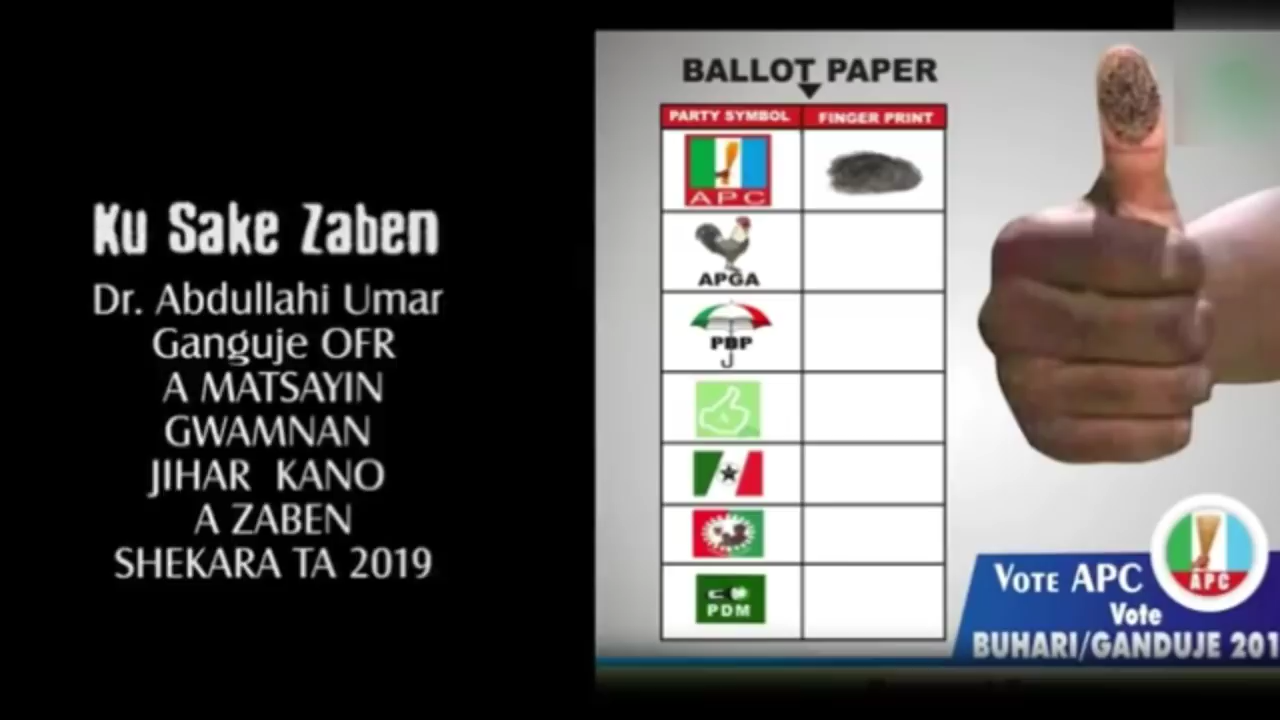 Ku Sake Zaben
Dr. Abdullahi Umar
Ganguje OFR
A MATSAYIN
GWAMNAN
JIHAR KANO
A ZABEN
SHEKARA TA 2019
BALLOT PAPER
PARTY SYMBOL FINGER PRINT
APC
APGA
PDP
PDM
VOTE APC
APC
Vote
BUHARI/GANDUJE 201